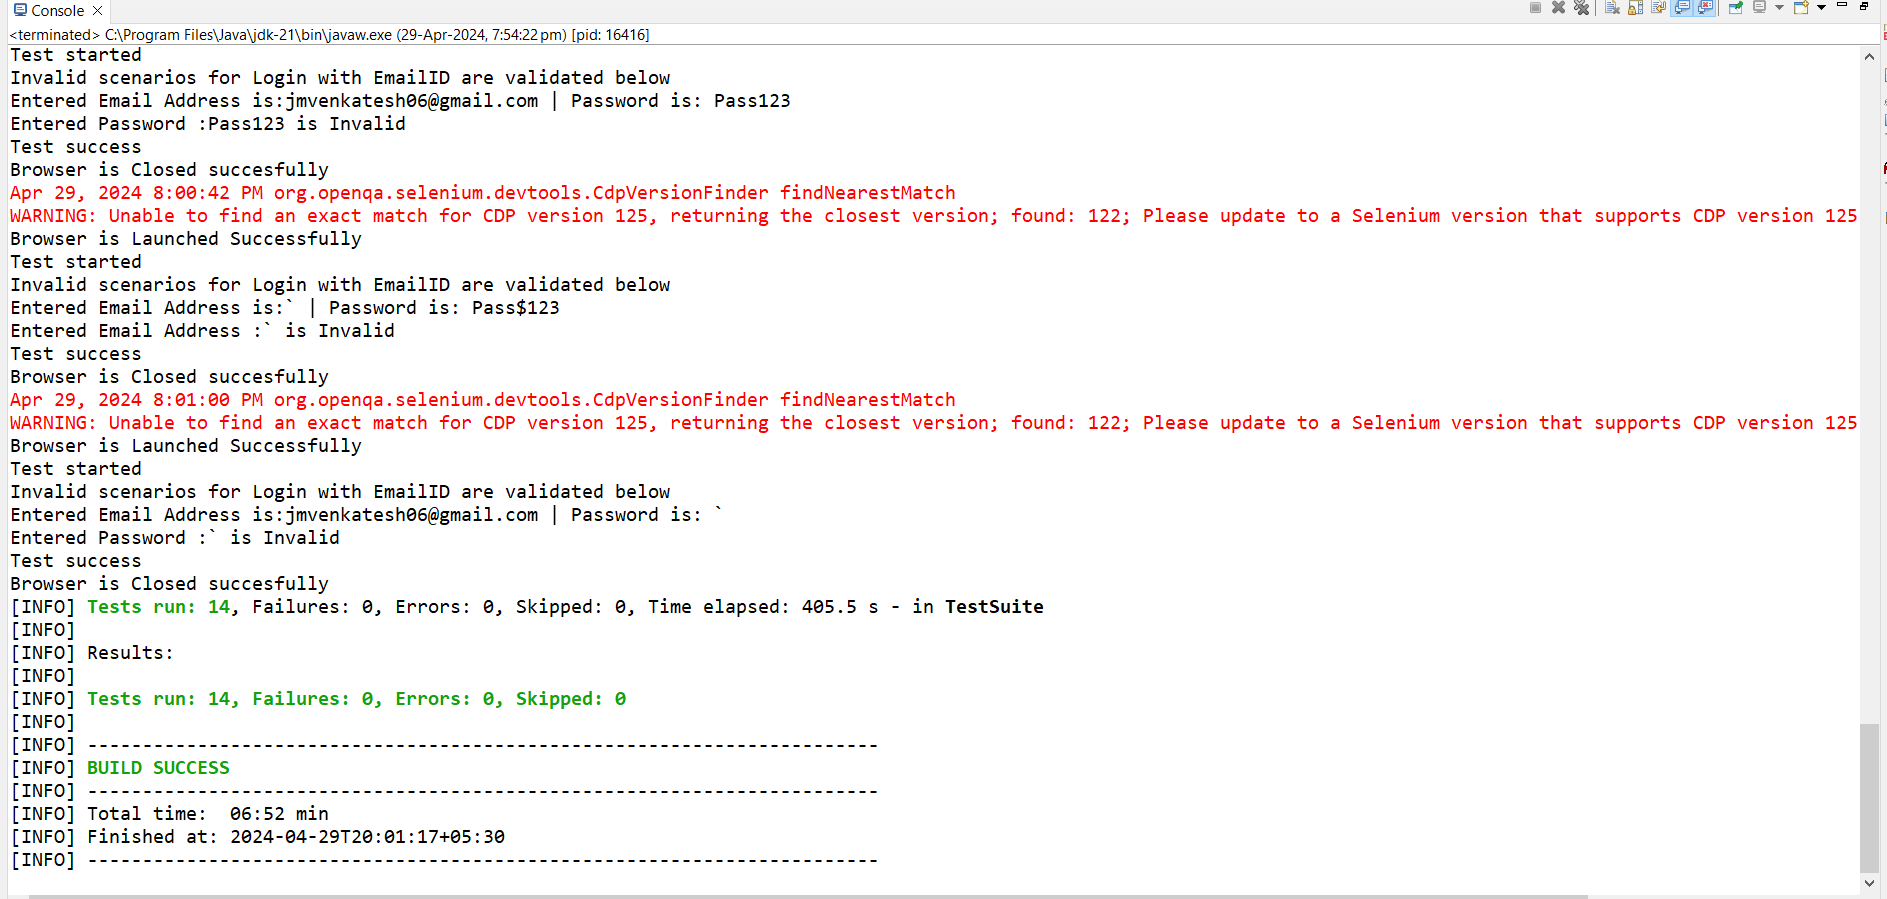 Console
<terminated> C:\Program Files\Java\jdk-21\bin\javaw.exe (29-Apr-2024, 7:54:22 pm) [pid: 16416]
Test started
Invalid scenarios for Login with EmailID are validated below
Entered Email Address is:jmvenkatesh06@gmail.com | Password is: Pass123
Entered Password :Pass123 is Invalid
Test success
Browser is Closed succesfully
Apr 29, 2024 8:00:42 PM org.openqa.selenium.devtools.CdpVersionFinder findNearestMatch
WARNING: Unable to find an exact match for CDP version 125, returning the closest version; found: 122; Please update to a Selenium version that supports CDP version 125
Browser is Launched Successfully
Test started
Invalid scenarios for Login with EmailID are validated below
Entered Email Address is:` | Password is: Pass$123
Entered Email Address :` is Invalid
Test success
Browser is Closed succesfully
Apr 29, 2024 8:01:00 PM org.openqa.selenium.devtools.CdpVersionFinder findNearestMatch
WARNING: Unable to find an exact match for CDP version 125, returning the closest version; found: 122; Please update to a Selenium version that supports CDP version 125
Browser is Launched Successfully
Test started
Invalid scenarios for Login with EmailID are validated below
Entered Email Address is:jmvenkatesh06@gmail.com | Password is: `
Entered Password :` is Invalid
Test success
Browser is Closed succesfully
[INFO] Tests run: 14, Failures: 0, Errors: 0, Skipped: 0, Time elapsed: 405.5 s - in TestSuite
[INFO]
[INFO] Results:
[INFO]
[INFO] Tests run: 14, Failures: 0, Errors: 0, Skipped: 0
[INFO]
[INFO] ------------------------------------------------------------------------
[INFO] BUILD SUCCESS
[INFO] ------------------------------------------------------------------------
[INFO] Total time:  06:52 min
[INFO] Finished at: 2024-04-29T20:01:17+05:30
[INFO] ------------------------------------------------------------------------